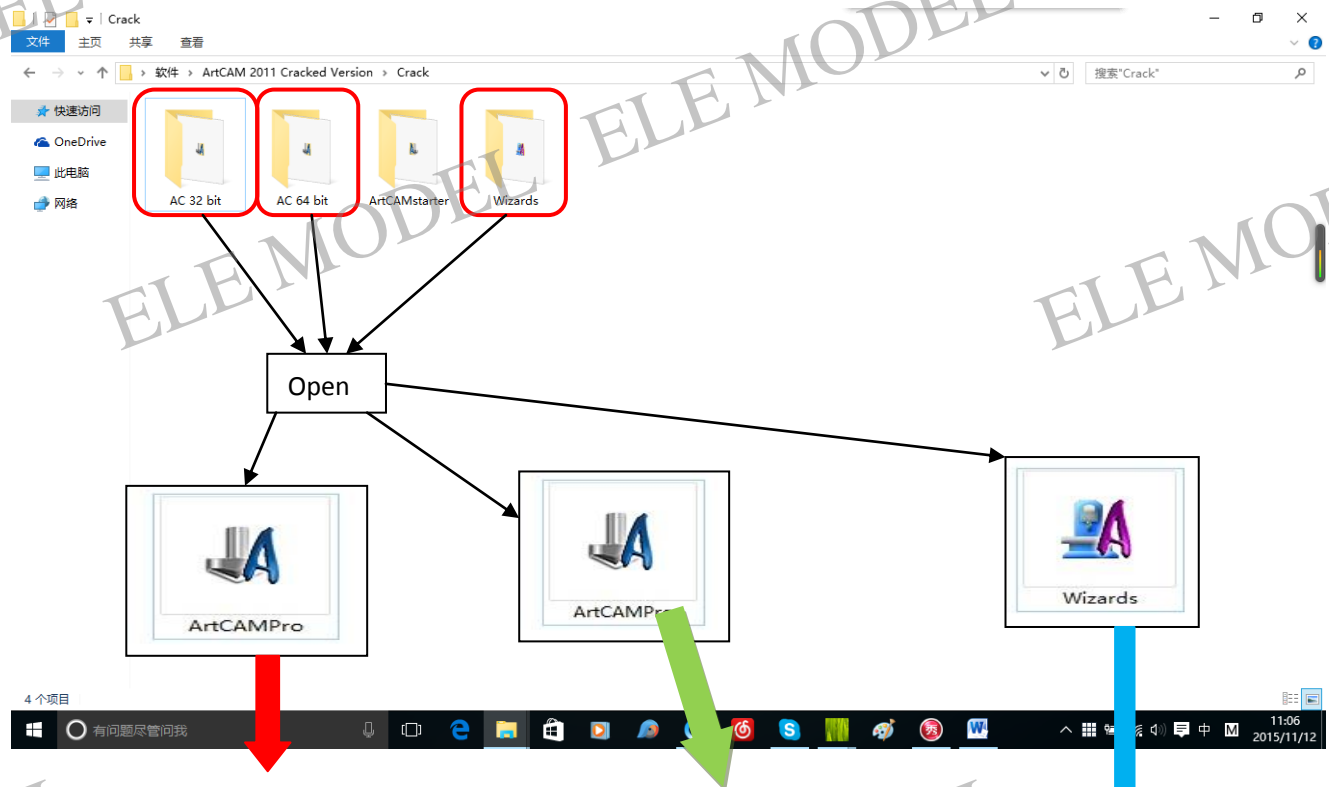 Crack
文件 主页 共享 查看
软件 › ArtCAM 2011 Cracked Version › Crack
搜索"Crack"
快速访问
OneDrive
此电脑
网络
AC 32 bit
AC 64 bit
ArtCAMstarter
Wizards
ELE MODEL
ELE MODEL
ELE MO
Open
ArtCAMPro
ArtCAMPro
Wizards
4 个项目
有问题尽管问我
中
M
11:06
2015/11/12